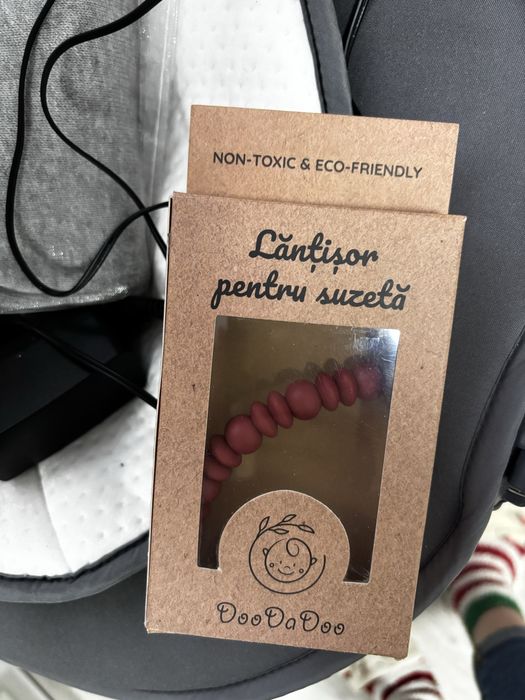 NON-TOXIC & ECO-FRIENDLY
Lănțișor
pentru suzetă
DooDaDoo